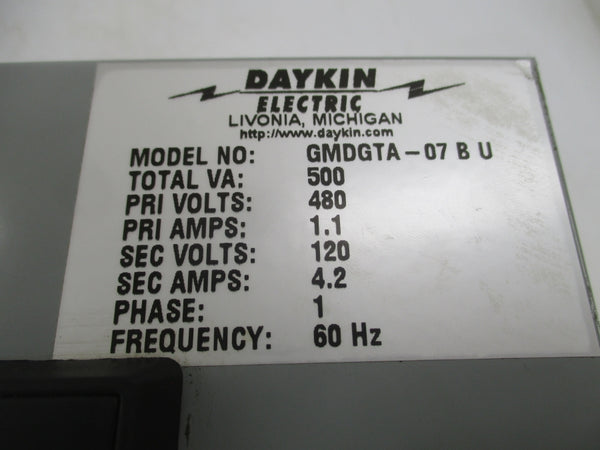 DAYKIN
ELECTRIC
LIVONIA, MICHIGAN
http://www.daykin.com
MODEL NO: GMDGTA-07 B U
TOTAL VA: 500
PRI VOLTS: 480
PRI AMPS: 1.1
SEC VOLTS: 120
SEC AMPS: 4.2
PHASE: 1
FREQUENCY: 60 Hz